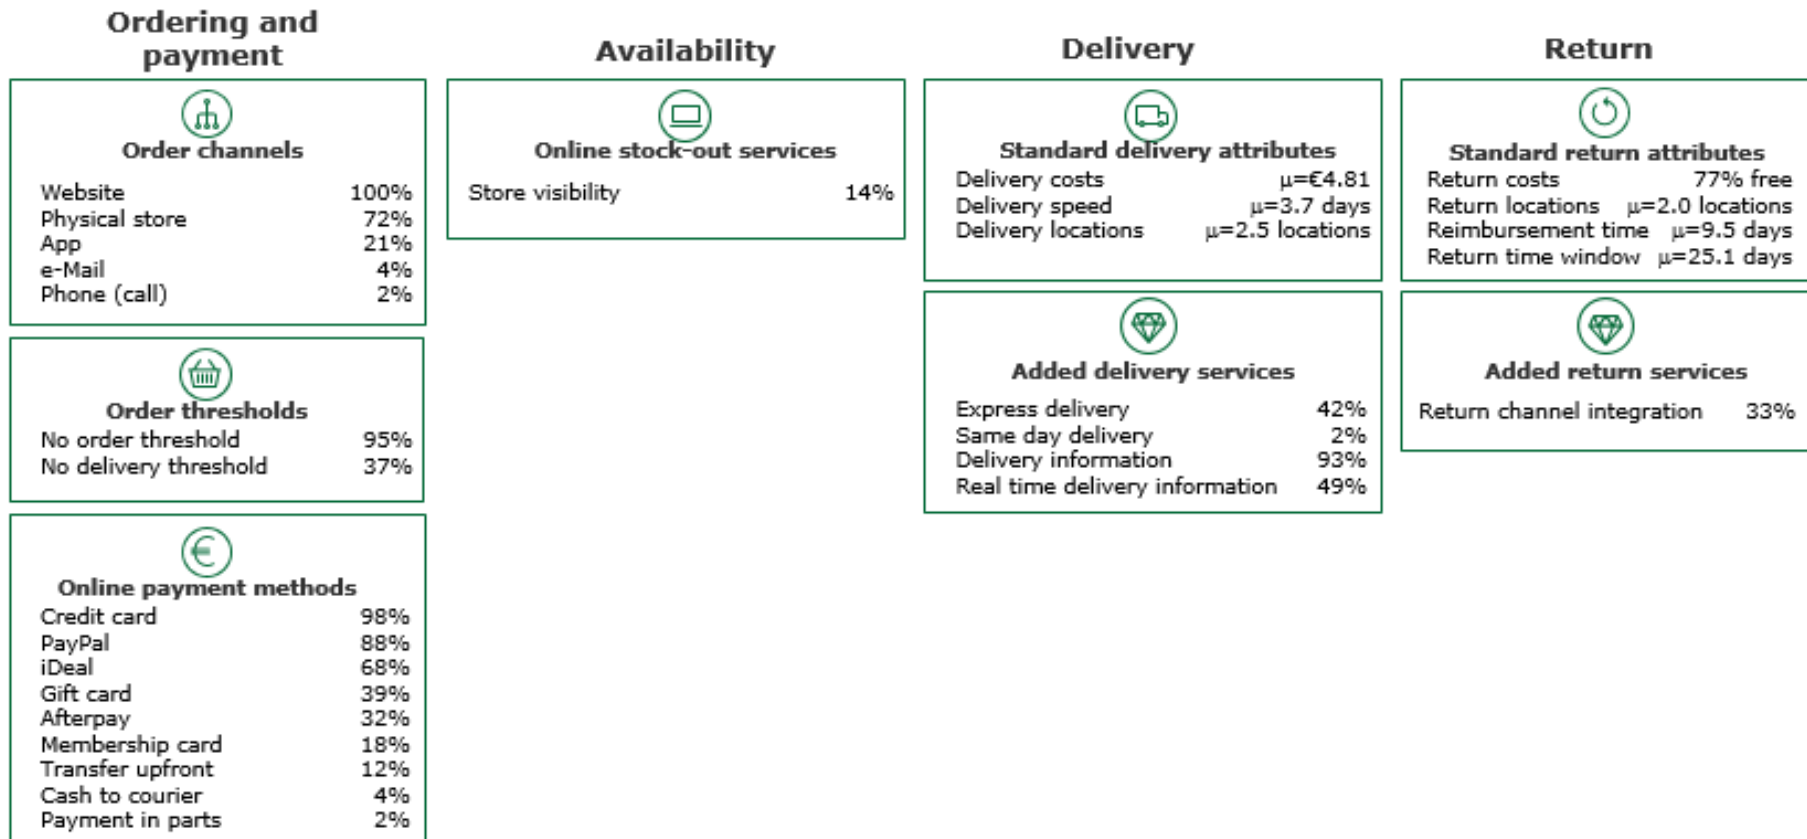 Ordering and
payment
Order channels
Website 100%
Physical store 72%
App 21%
e-Mail 4%
Phone (call) 2%
Order thresholds
No order threshold 95%
No delivery threshold 37%
Online payment methods
Credit card 98%
PayPal 88%
iDeal 68%
Gift card 39%
Afterpay 32%
Membership card 18%
Transfer upfront 12%
Cash to courier 4%
Payment in parts 2%
Availability
Online stock-out services
Store visibility 14%
Delivery
Standard delivery attributes
Delivery costs μ=€4.81
Delivery speed μ=3.7 days
Delivery locations μ=2.5 locations
Added delivery services
Express delivery 42%
Same day delivery 2%
Delivery information 93%
Real time delivery information 49%
Return
Standard return attributes
Return costs 77% free
Return locations μ=2.0 locations
Reimbursement time μ=9.5 days
Return time window μ=25.1 days
Added return services
Return channel integration 33%